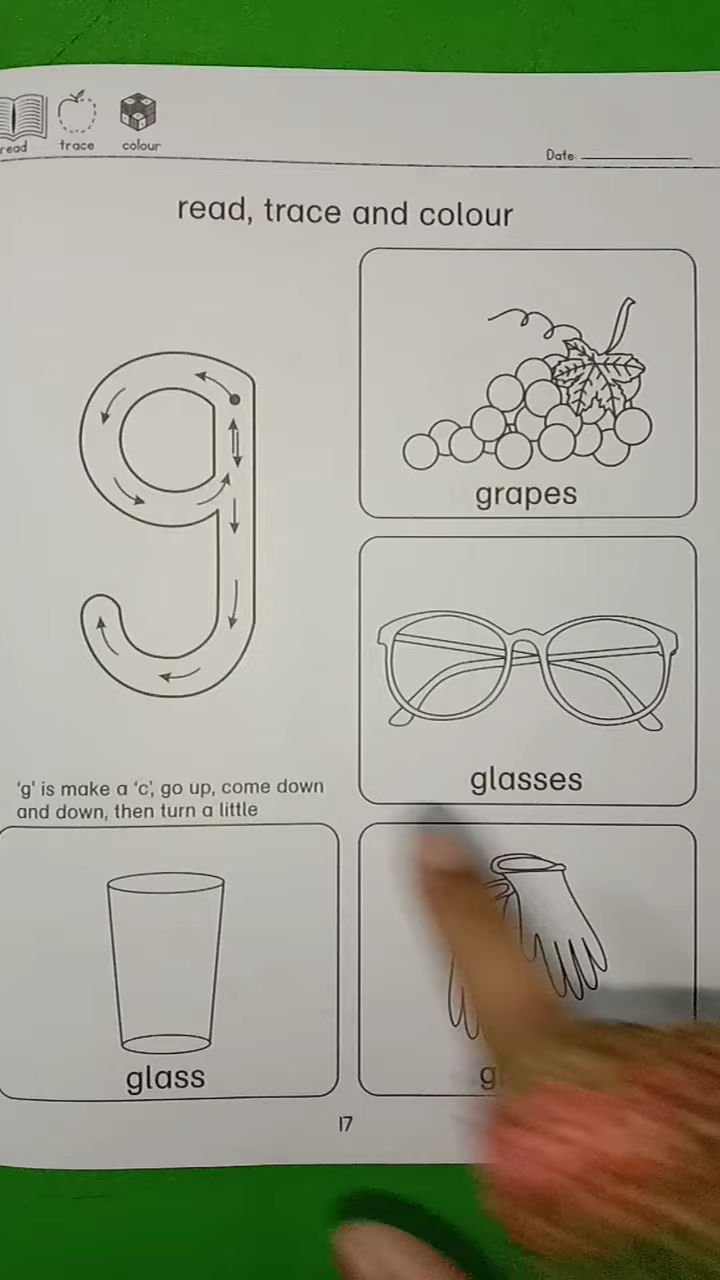 read
trace
colour
Date:
read, trace and colour
grapes
glasses
'g' is make a 'c', go up, come down
and down, then turn a little
glass
17